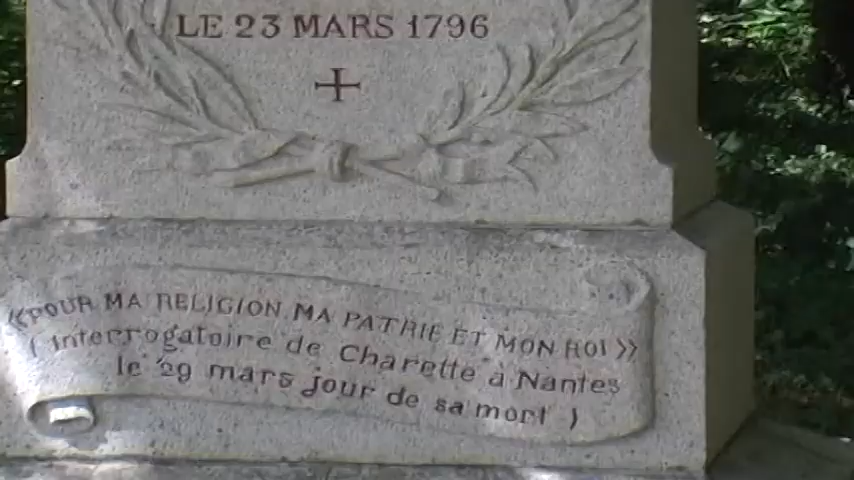 LE 23 MARS 1796
«POUR MA RELIGION MA PATRIE ET MON ROI»
( Interrogatoire de Charette à Nantes
le 29 mars jour de sa mort )